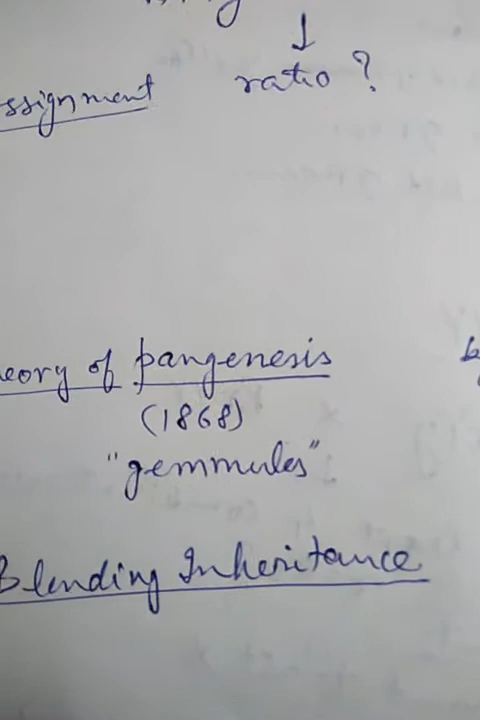 ↓
ratio ?
ssignment
eory of pangenesis
(1868)
"gemmules"
Blending Inheritance